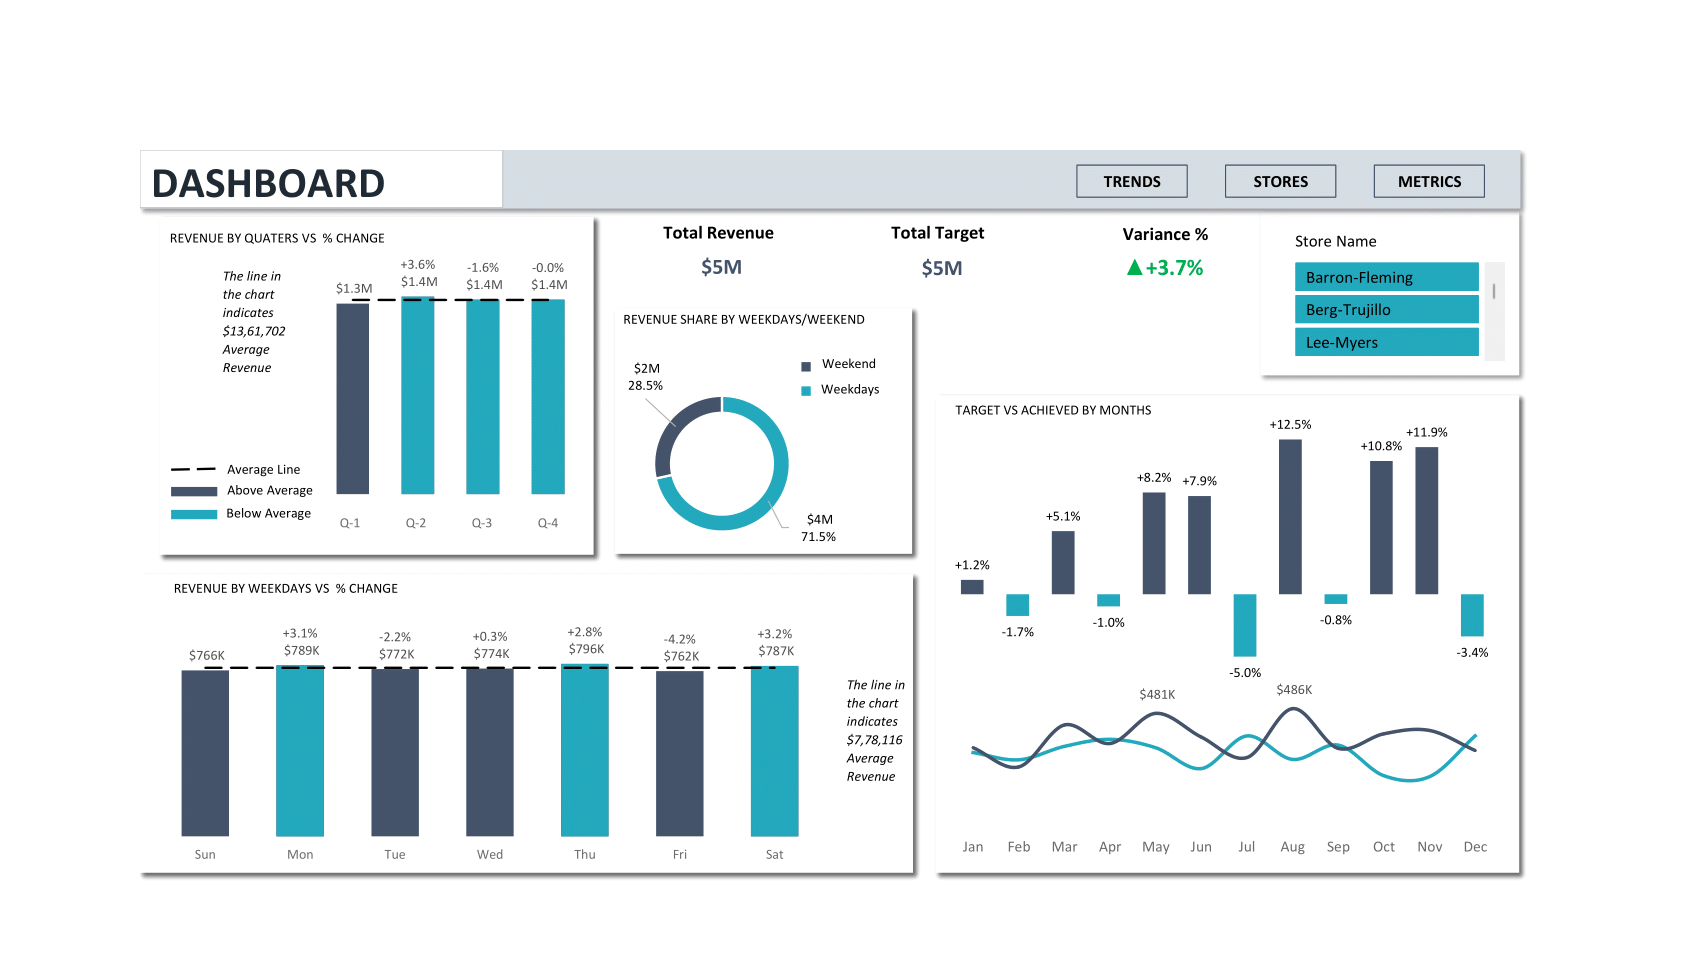 DASHBOARD
TRENDS
STORES
METRICS
REVENUE BY QUATERS VS % CHANGE
The line in
the chart
indicates
$13,61,702
Average
Revenue
+3.6%
-1.6%
-0.0%
$1.3M
$1.4M
$1.4M
$1.4M
Average Line
Above Average
Below Average
Q-1
Q-2
Q-3
Q-4
Total Revenue
$5M
Total Target
$5M
Variance %
▲+3.7%
Store Name
Barron-Fleming
Berg-Trujillo
Lee-Myers
REVENUE SHARE BY WEEKDAYS/WEEKEND
Weekend
Weekdays
$2M
28.5%
$4M
71.5%
REVENUE BY WEEKDAYS VS % CHANGE
+3.1%
-2.2%
+0.3%
+2.8%
-4.2%
+3.2%
$766K
$789K
$772K
$774K
$796K
$762K
$787K
The line in
the chart
indicates
$7,78,116
Average
Revenue
Sun
Mon
Tue
Wed
Thu
Fri
Sat
TARGET VS ACHIEVED BY MONTHS
+1.2%
-1.7%
+5.1%
-1.0%
+8.2%
+7.9%
-5.0%
+12.5%
-0.8%
+10.8%
+11.9%
-3.4%
$481K
$486K
Jan
Feb
Mar
Apr
May
Jun
Jul
Aug
Sep
Oct
Nov
Dec